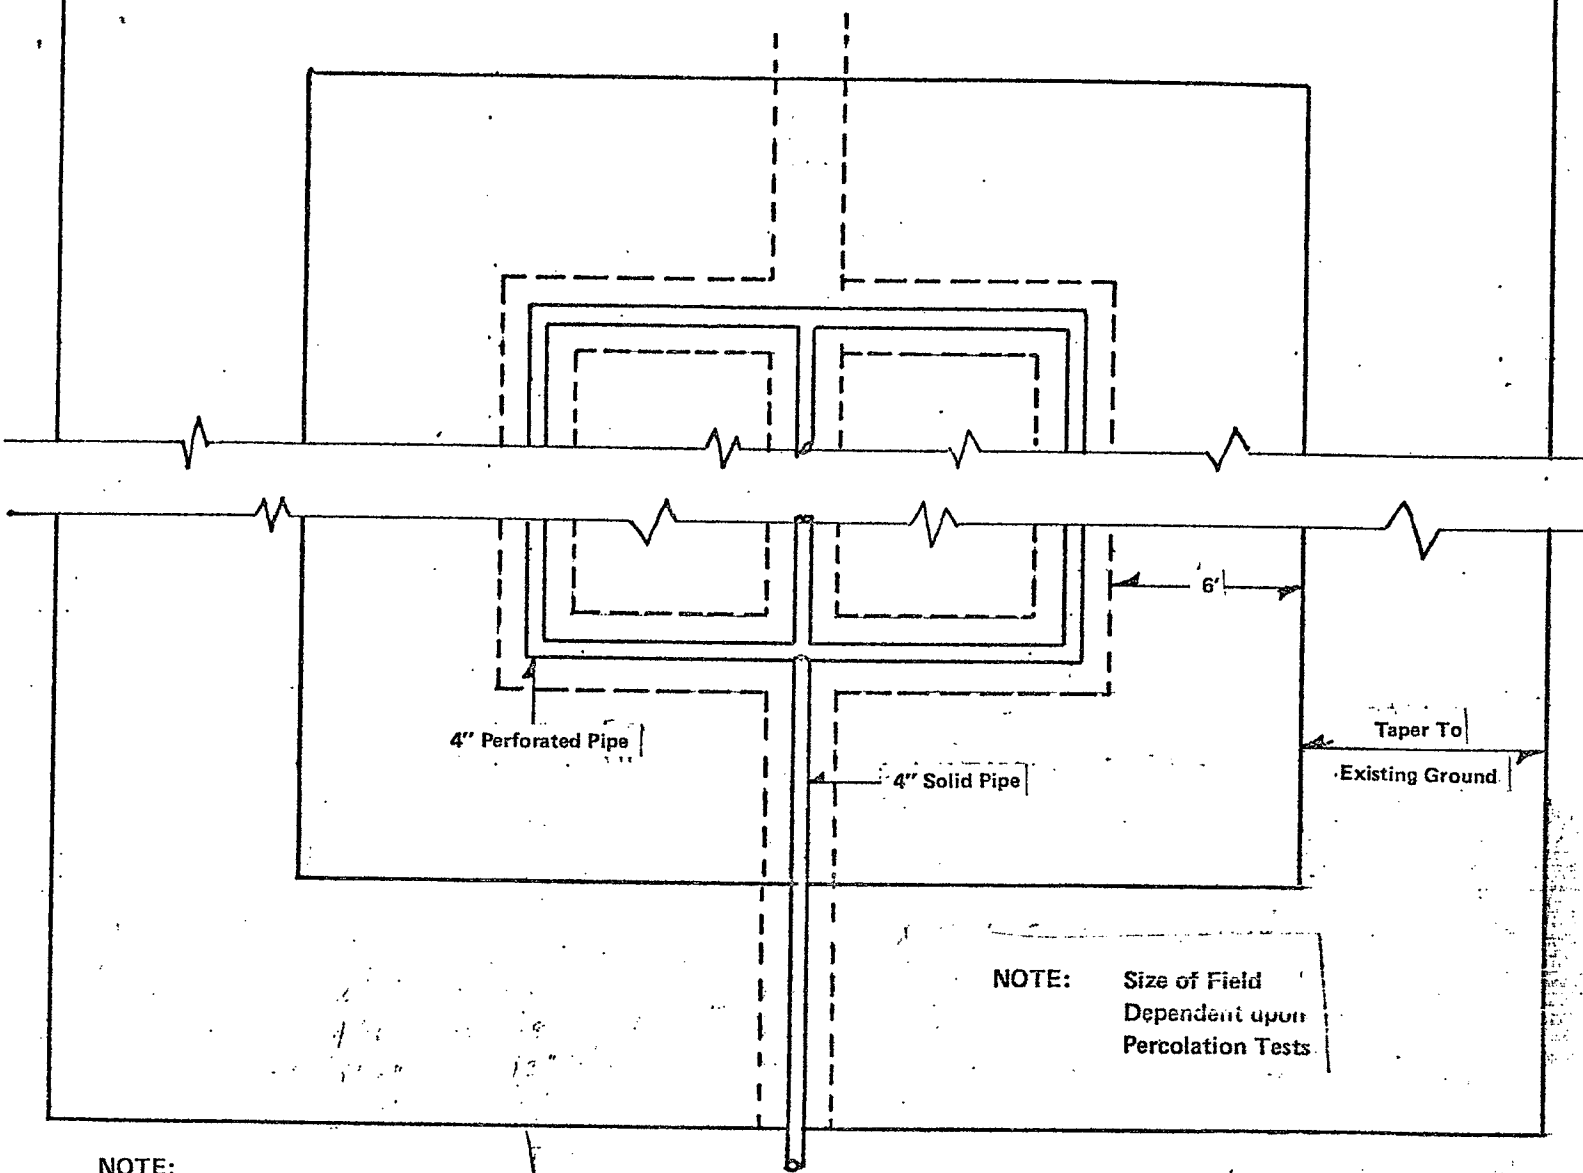 6'
4" Perforated Pipe
Taper To
Existing Ground
4" Solid Pipe
NOTE: Size of Field
Dependent upon
Percolation Tests
12"
NOTE: